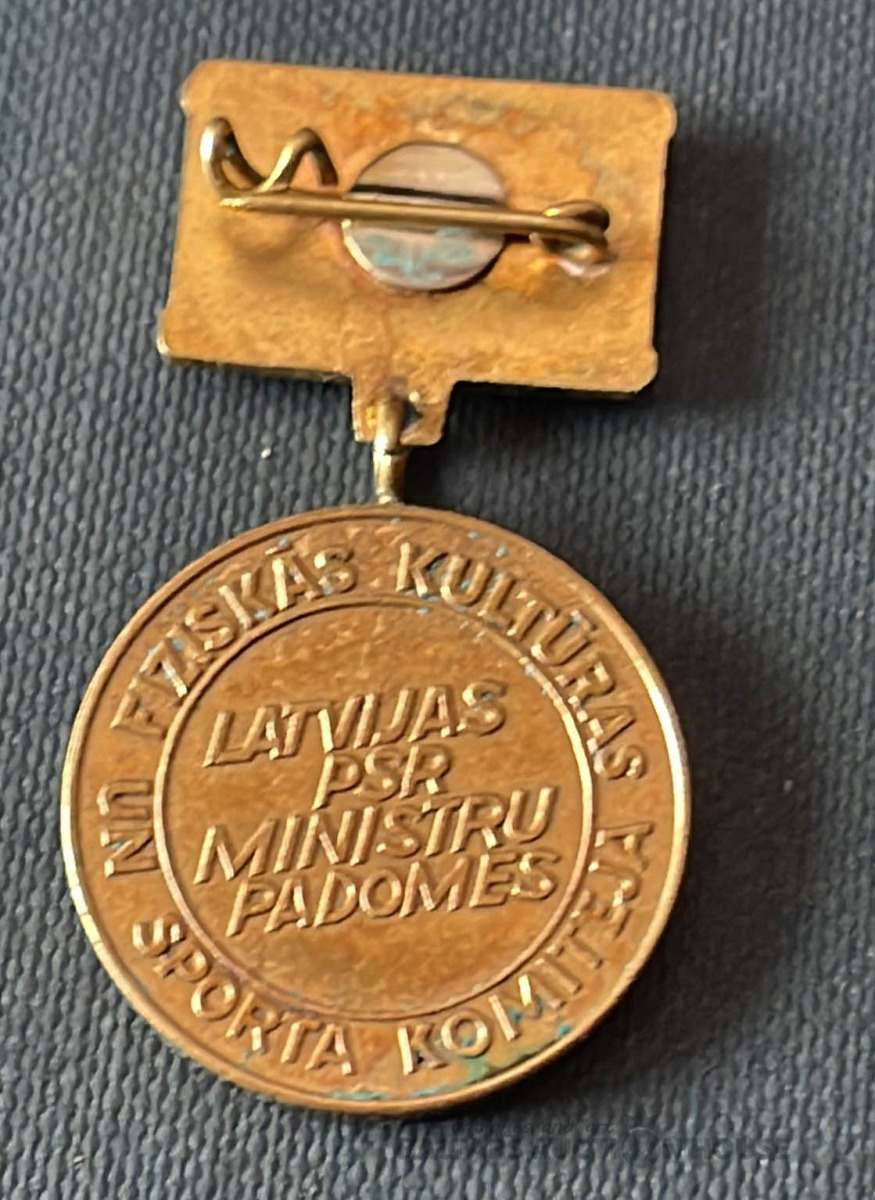 LATVIJAS
PSR
MINISTRU
PADOMES
FIZISKĀS KULTŪRAS
UN SPORTA KOMITEJA